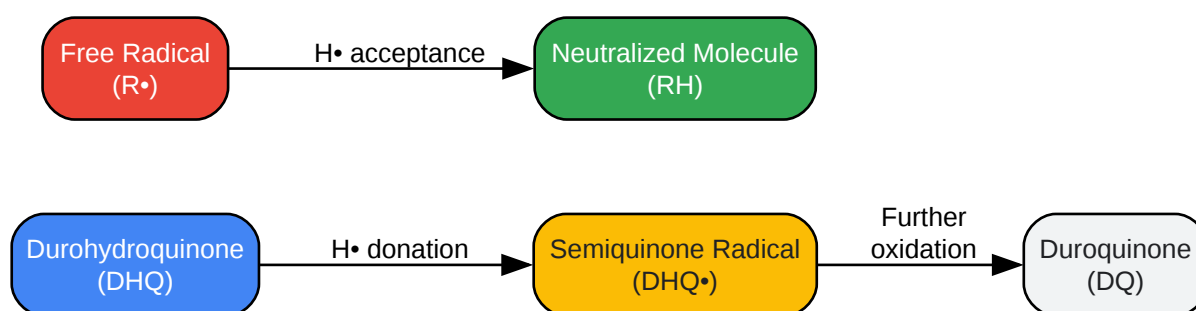 Free Radical
(R•)
H• acceptance
Neutralized Molecule
(RH)
Durohydroquinone
(DHQ)
H• donation
Semiquinone Radical
(DHQ•)
Further
oxidation
Duroquinone
(DQ)